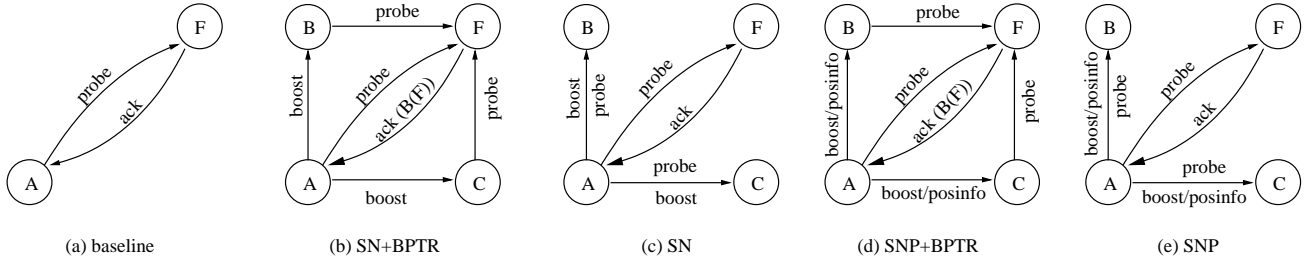 F
probe
ack
A
(a) baseline
B
probe
F
boost
probe
ack (B(F))
probe
A
boost
C
(b) SN+BPTR
B
F
boost
probe
probe
ack
A
probe
boost
C
(c) SN
B
probe
F
boost/posinfo
probe
ack (B(F))
probe
A
boost/posinfo
C
(d) SNP+BPTR
B
F
boost/posinfo
probe
probe
ack
A
probe
boost/posinfo
C
(e) SNP